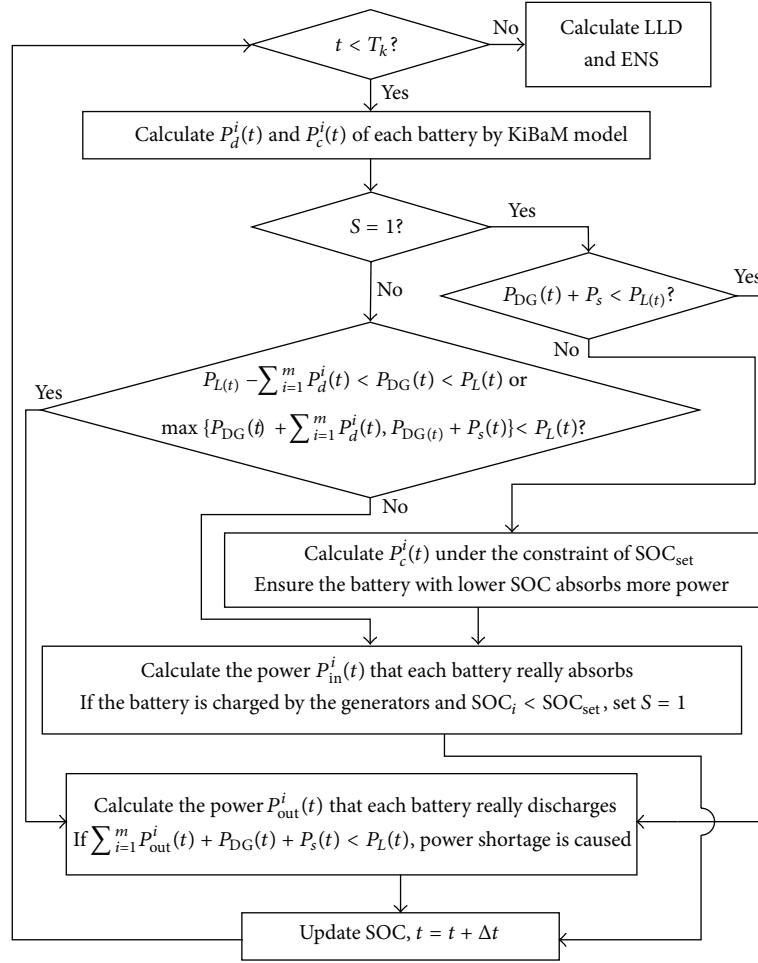 t < T_k?
No
Calculate LLD
and ENS
Yes
Calculate P_d^i(t) and P_c^i(t) of each battery by KiBaM model
S = 1?
Yes
No
P_DG(t) + P_s < P_L(t)?
Yes
No
Yes
P_L(t) − ∑_{i=1}^m P_d^i(t) < P_DG(t) < P_L(t) or
max {P_DG(t) + ∑_{i=1}^m P_d^i(t), P_DG(t) + P_s(t)} < P_L(t)?
No
Calculate P_c^i(t) under the constraint of SOC_set
Ensure the battery with lower SOC absorbs more power
Calculate the power P_in^i(t) that each battery really absorbs
If the battery is charged by the generators and SOC_i < SOC_set, set S = 1
Calculate the power P_out^i(t) that each battery really discharges
If ∑_{i=1}^m P_out^i(t) + P_DG(t) + P_s(t) < P_L(t), power shortage is caused
Update SOC, t = t + Δt